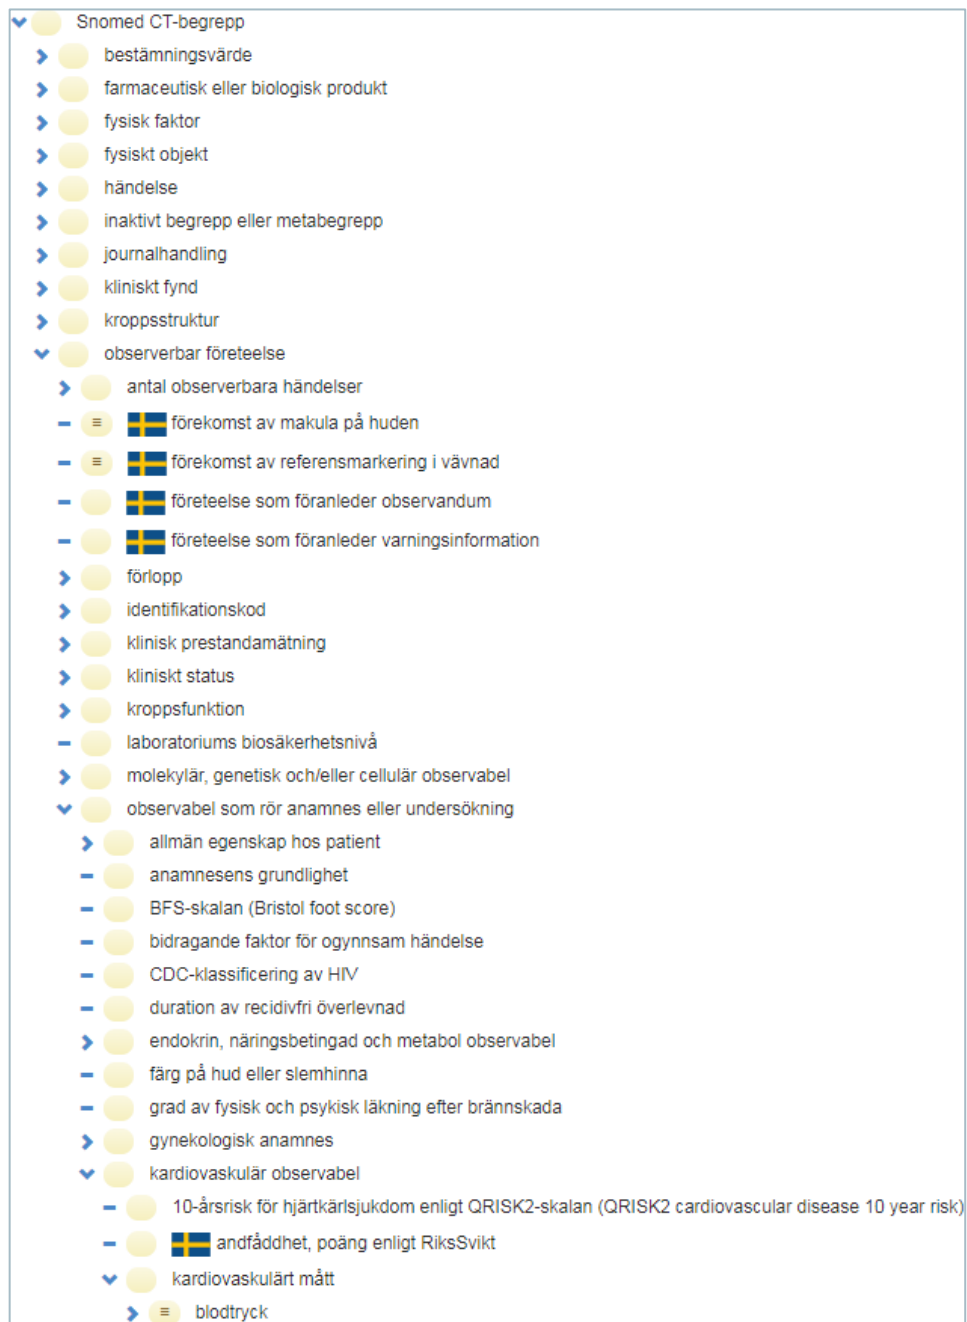 Snomed CT-begrepp
bestämningsvärde
farmaceutisk eller biologisk produkt
fysisk faktor
fysiskt objekt
händelse
inaktivt begrepp eller metabegrepp
journalhandling
kliniskt fynd
kroppsstruktur
observerbar företeelse
antal observerbara händelser
förekomst av makula på huden
förekomst av referensmarkering i vävnad
företeelse som föranleder observandum
företeelse som föranleder varningsinformation
förlopp
identifikationskod
klinisk prestandamätning
kliniskt status
kroppsfunktion
laboratoriums biosäkerhetsnivå
molekylär, genetisk och/eller cellulär observabel
observabel som rör anamnes eller undersökning
allmän egenskap hos patient
anamnesens grundlighet
BFS-skalan (Bristol foot score)
bidragande faktor för ogynnsam händelse
CDC-klassificering av HIV
duration av recidivfri överlevnad
endokrin, näringsbetingad och metabol observabel
färg på hud eller slemhinna
grad av fysisk och psykisk läkning efter brännskada
gynekologisk anamnes
kardiovaskulär observabel
10-årsrisk för hjärtkärlsjukdom enligt QRISK2-skalan (QRISK2 cardiovascular disease 10 year risk)
andfåddhet, poäng enligt RiksSvikt
kardiovaskulärt mått
blodtryck